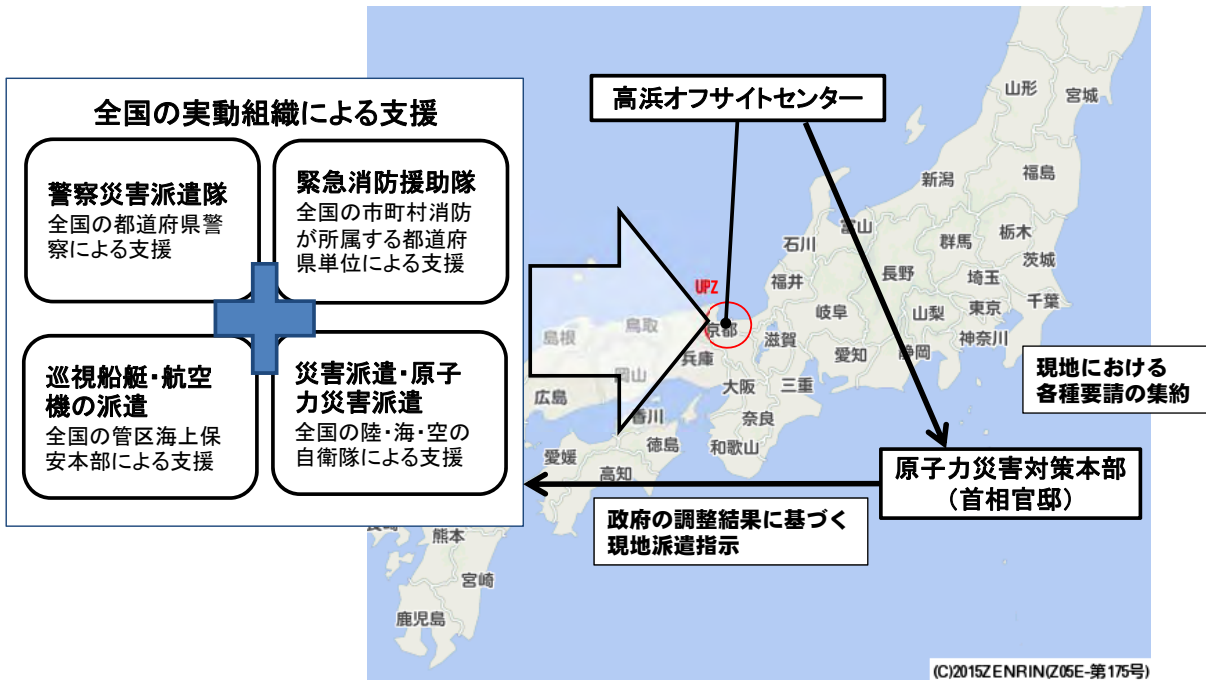 全国の実動組織による支援
警察災害派遣隊
全国の都道府県警
察による支援
緊急消防援助隊
全国の市町村消防
が所属する都道府
県単位による支援
巡視船艇・航空
機の派遣
全国の管区海上保
安本部による支援
災害派遣・原子
力災害派遣
全国の陸・海・空の
自衛隊による支援
高浜オフサイトセンター
現地における
各種要請の集約
原子力災害対策本部
（首相官邸）
政府の調整結果に基づく
現地派遣指示
UPZ
山形
宮城
新潟
福島
富山
石川
群馬
栃木
茨城
福井
長野
埼玉
岐阜
山梨
東京
千葉
京都
滋賀
愛知
静岡
神奈川
島根
鳥取
兵庫
岡山
広島
大阪
三重
奈良
香川
徳島
和歌山
愛媛
高知
熊本
宮崎
鹿児島
(C)2015ZENRIN(Z05E-第175号)